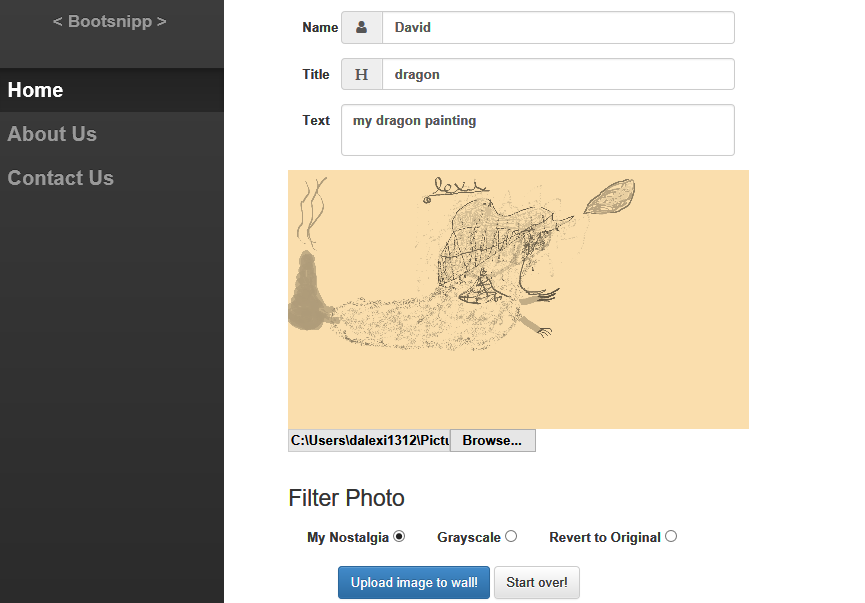 < Bootsnipp >
Home
About Us
Contact Us
Name David
Title H dragon
Text my dragon painting
lexi
C:\Users\dalexi1312\Pictu Browse...
Filter Photo
My Nostalgia Grayscale Revert to Original
Upload image to wall! Start over!